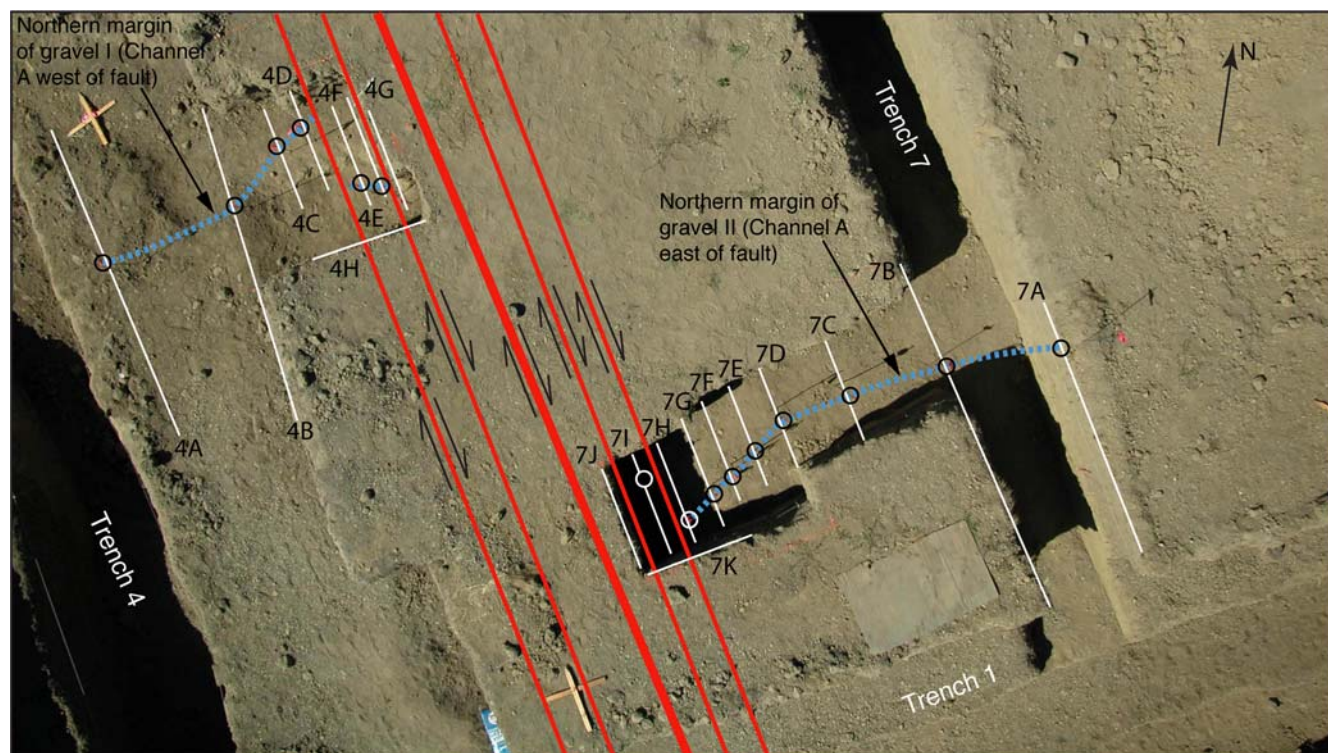 Northern margin
of gravel I (Channel
A west of fault)
N
4D
4G
4F
Trench 7
Northern margin of
gravel II (Channel A
east of fault)
4C
4E
4H
7B
7A
7C
7D
7E
7F
7G
4A
4B
7H
7I
7J
7K
Trench 4
Trench 1